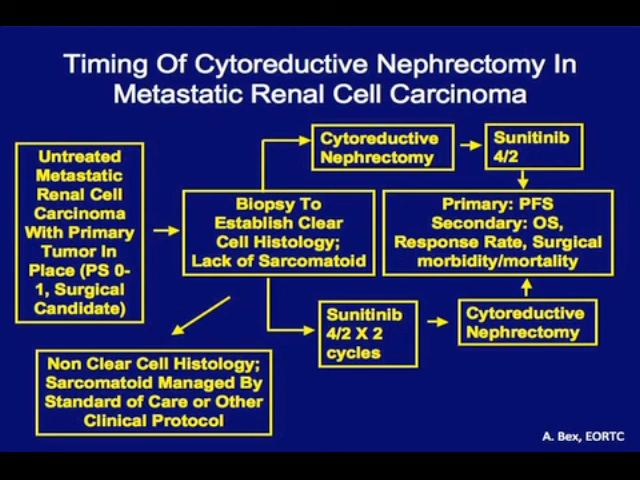 Timing Of Cytoreductive Nephrectomy In
Metastatic Renal Cell Carcinoma
Untreated
Metastatic
Renal Cell
Carcinoma
With Primary
Tumor In
Place (PS 0-
1, Surgical
Candidate)
Biopsy To
Establish Clear
Cell Histology;
Lack of Sarcomatoid
Cytoreductive
Nephrectomy
Sunitinib
4/2
Primary: PFS
Secondary: OS,
Response Rate, Surgical
morbidity/mortality
Sunitinib
4/2 X 2
cycles
Cytoreductive
Nephrectomy
Non Clear Cell Histology;
Sarcomatoid Managed By
Standard of Care or Other
Clinical Protocol
A. Bex, EORTC